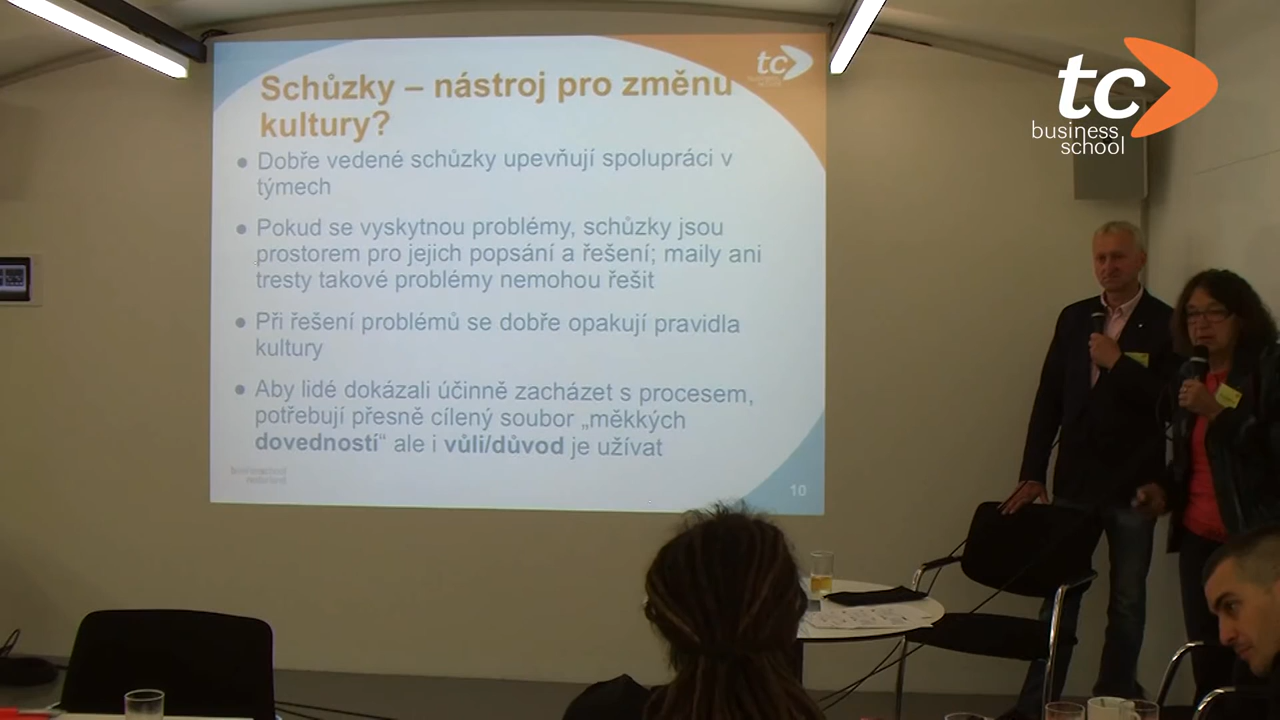 tc
business
school
tc
Schůzky – nástroj pro změnu
kultury?
● Dobře vedené schůzky upevňují spolupráci v
týmech
● Pokud se vyskytnou problémy, schůzky jsou
prostorem pro jejich popsání a řešení; maily ani
tresty takové problémy nemohou řešit
● Při řešení problémů se dobře opakují pravidla
kultury
● Aby lidé dokázali účinně zacházet s procesem,
potřebují přesně cílený soubor „měkkých
dovedností“ ale i vůli/důvod je užívat
10